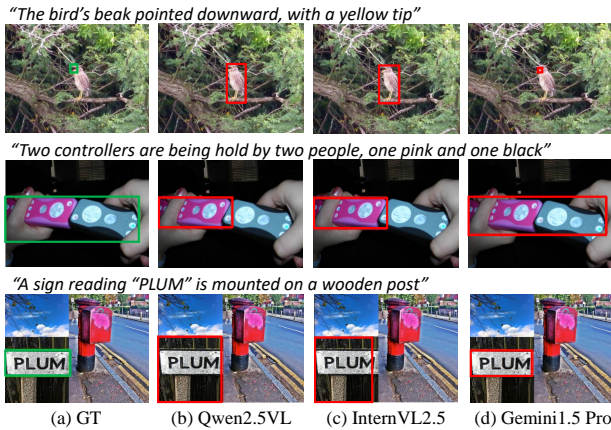 “The bird’s beak pointed downward, with a yellow tip”
“Two controllers are being hold by two people, one pink and one black”
“A sign reading “PLUM” is mounted on a wooden post”
PLUM PLUM PLUM PLUM
(a) GT (b) Qwen2.5VL (c) InternVL2.5 (d) Gemini1.5 Pro